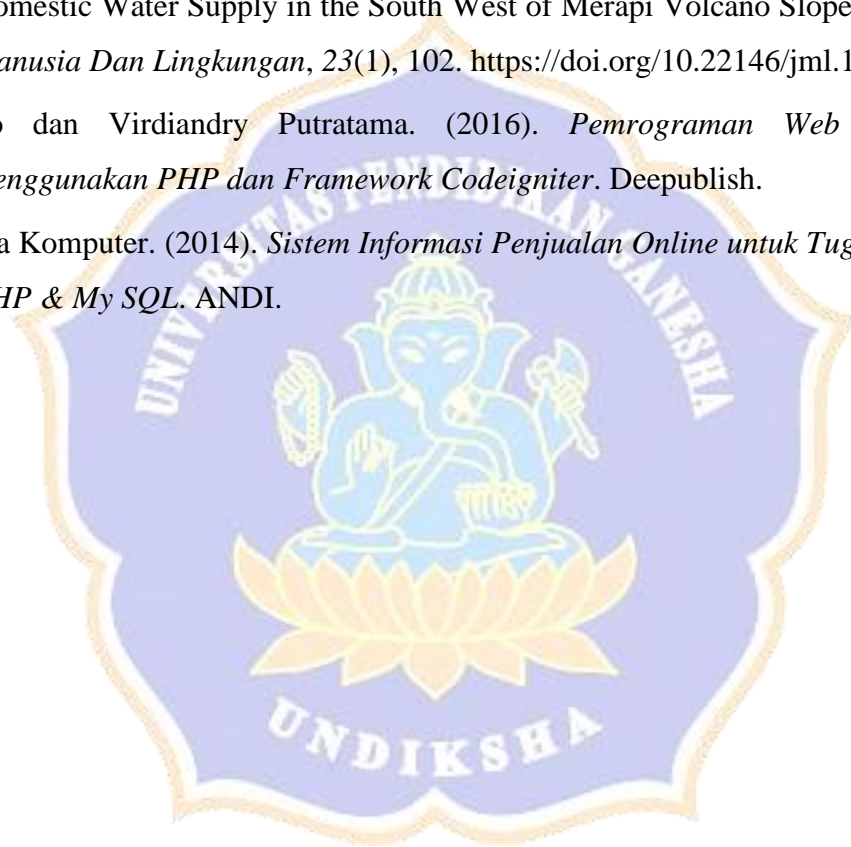 omestic Water Supply in the South West of Merapi Volcano Slope
anusia Dan Lingkungan, 23(1), 102. https://doi.org/10.22146/jml.1
o dan Virdiandry Putratama. (2016). Pemrograman Web
enggunakan PHP dan Framework Codeigniter. Deepublish.
a Komputer. (2014). Sistem Informasi Penjualan Online untuk Tug
HP & My SQL. ANDI.
UNIVERSITAS PENDIDIKAN GANESHA
UNDIKSHA